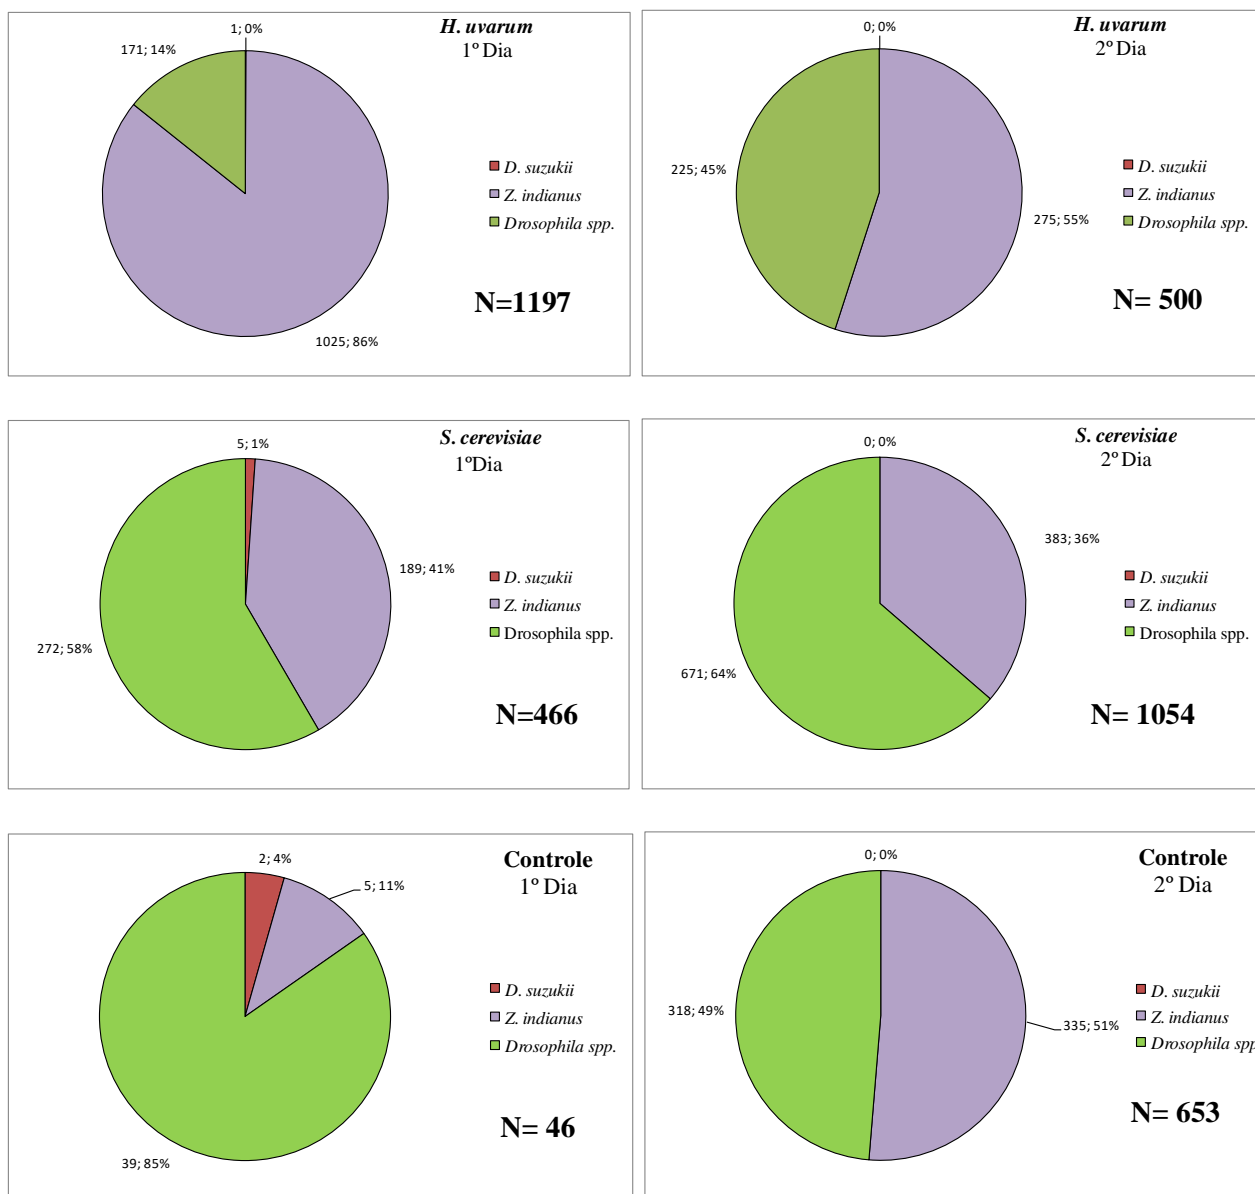 H. uvarum
1º Dia
1; 0%
171; 14%
1025; 86%
D. suzukii
Z. indianus
Drosophila spp.
N=1197
H. uvarum
2º Dia
0; 0%
225; 45%
275; 55%
D. suzukii
Z. indianus
Drosophila spp.
N= 500
S. cerevisiae
1ºDia
5; 1%
189; 41%
272; 58%
D. suzukii
Z. indianus
Drosophila spp.
N=466
S. cerevisiae
2º Dia
0; 0%
383; 36%
671; 64%
D. suzukii
Z. indianus
Drosophila spp.
N= 1054
Controle
1º Dia
2; 4%
5; 11%
39; 85%
D. suzukii
Z. indianus
Drosophila spp.
N= 46
Controle
2º Dia
0; 0%
318; 49%
335; 51%
D. suzukii
Z. indianus
Drosophila spp
N= 653